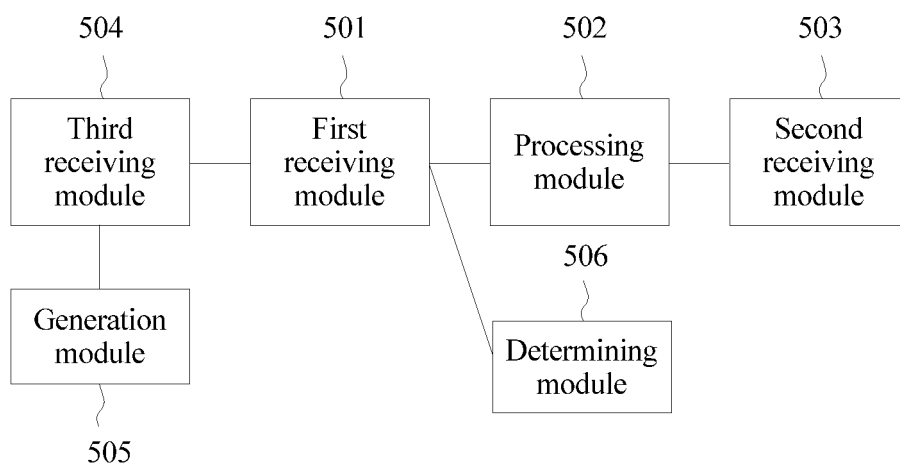 504
501
502
503
Third
receiving
module
First
receiving
module
Processing
module
Second
receiving
module
506
Generation
module
Determining
module
505